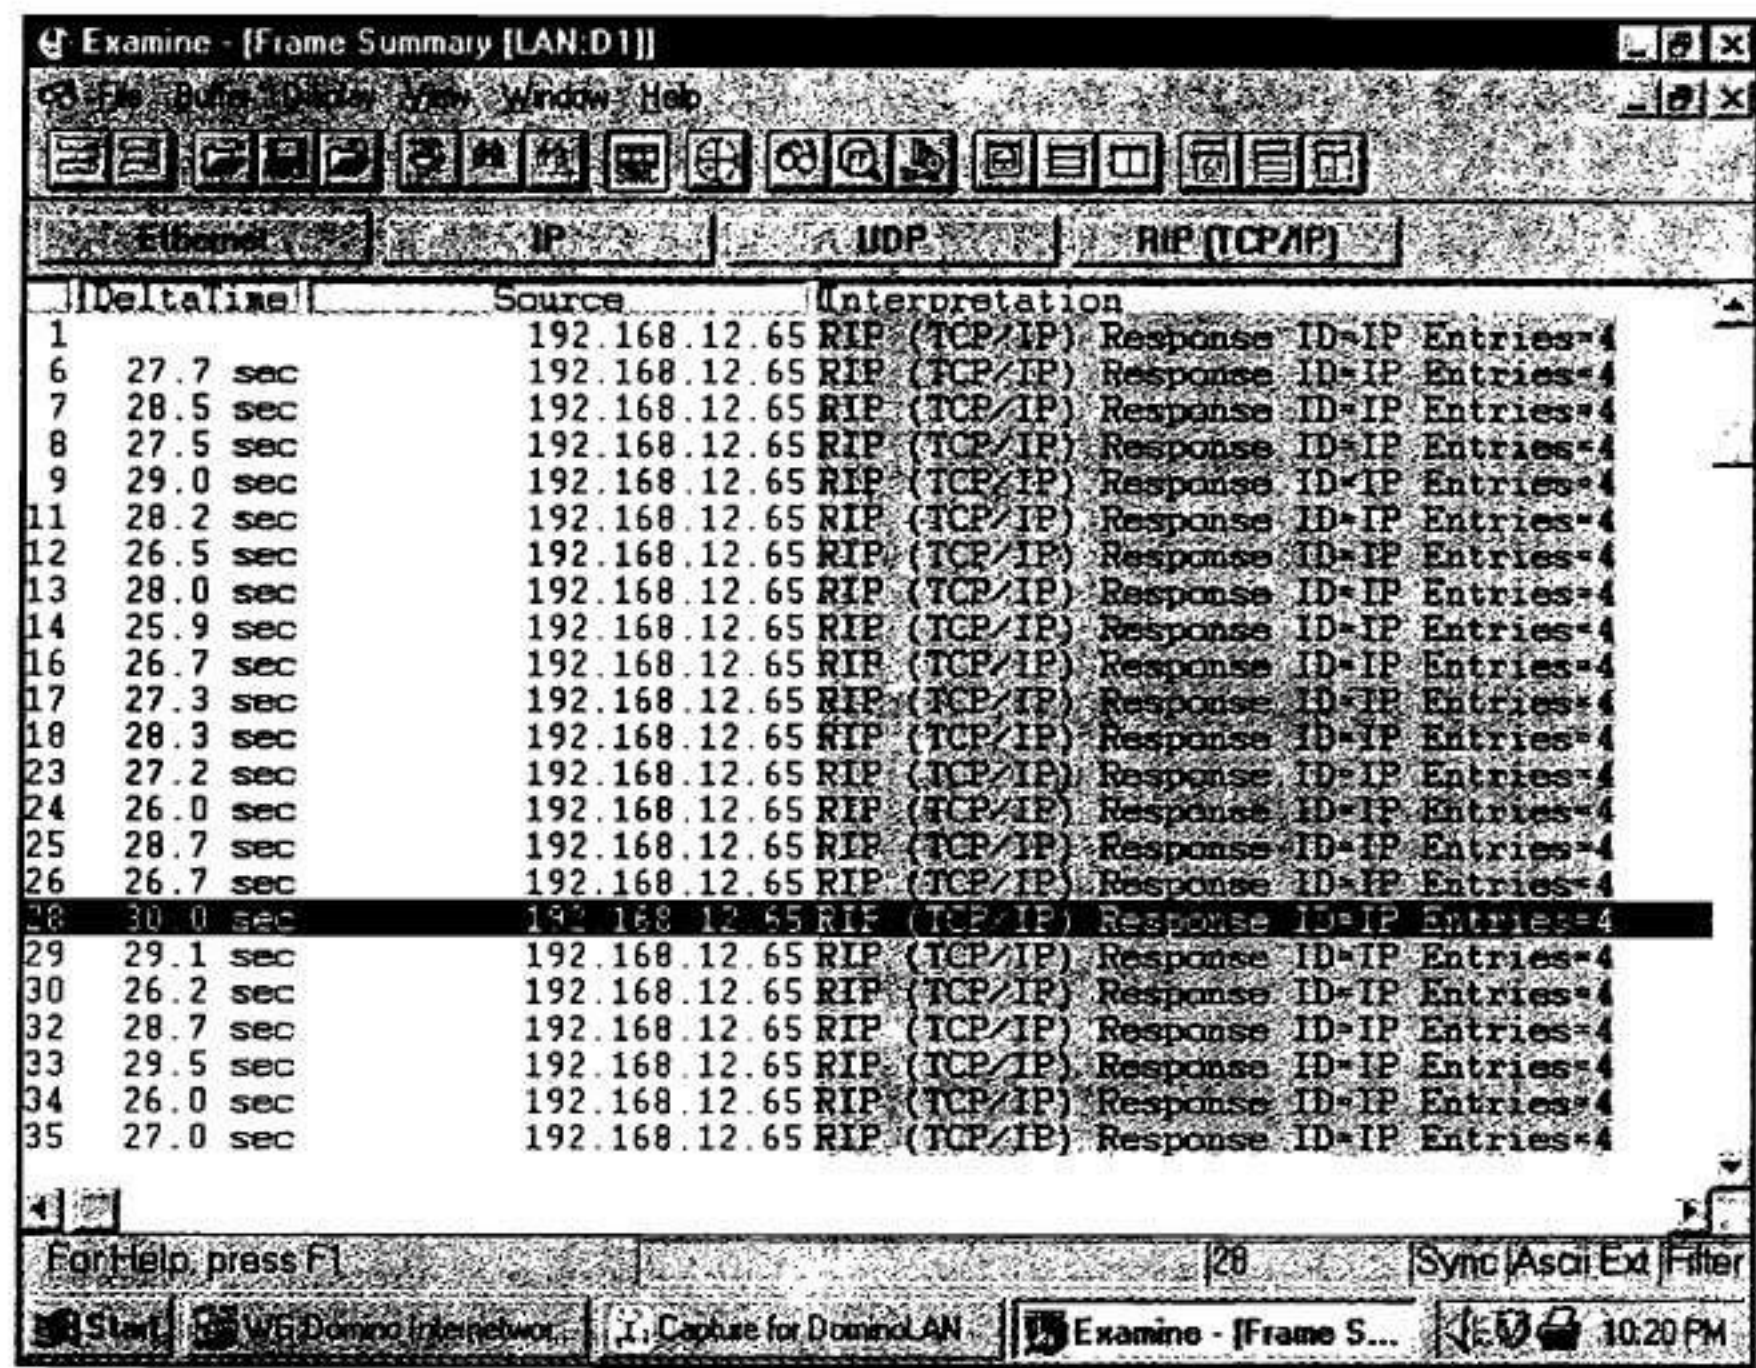 Examine - [Frame Summary [LAN:D1]]
File Buffer Display View Window Help
Ethernet IP UDP RIP (TCP/IP)
DeltaTime Source Interpretation
1 192.168.12.65 RIP (TCP/IP) Response ID=IP Entries=4
6 27.7 sec 192.168.12.65 RIP (TCP/IP) Response ID=IP Entries=4
7 28.5 sec 192.168.12.65 RIP (TCP/IP) Response ID=IP Entries=4
8 27.5 sec 192.168.12.65 RIP (TCP/IP) Response ID=IP Entries=4
9 29.0 sec 192.168.12.65 RIP (TCP/IP) Response ID=IP Entries=4
11 28.2 sec 192.168.12.65 RIP (TCP/IP) Response ID=IP Entries=4
12 26.5 sec 192.168.12.65 RIP (TCP/IP) Response ID=IP Entries=4
13 28.0 sec 192.168.12.65 RIP (TCP/IP) Response ID=IP Entries=4
14 25.9 sec 192.168.12.65 RIP (TCP/IP) Response ID=IP Entries=4
16 26.7 sec 192.168.12.65 RIP (TCP/IP) Response ID=IP Entries=4
17 27.3 sec 192.168.12.65 RIP (TCP/IP) Response ID=IP Entries=4
18 28.3 sec 192.168.12.65 RIP (TCP/IP) Response ID=IP Entries=4
23 27.2 sec 192.168.12.65 RIP (TCP/IP) Response ID=IP Entries=4
24 26.0 sec 192.168.12.65 RIP (TCP/IP) Response ID=IP Entries=4
25 28.7 sec 192.168.12.65 RIP (TCP/IP) Response ID=IP Entries=4
26 26.7 sec 192.168.12.65 RIP (TCP/IP) Response ID=IP Entries=4
28 30.0 sec 192.168.12.65 RIP (TCP/IP) Response ID=IP Entries=4
29 29.1 sec 192.168.12.65 RIP (TCP/IP) Response ID=IP Entries=4
30 26.2 sec 192.168.12.65 RIP (TCP/IP) Response ID=IP Entries=4
32 28.7 sec 192.168.12.65 RIP (TCP/IP) Response ID=IP Entries=4
33 29.5 sec 192.168.12.65 RIP (TCP/IP) Response ID=IP Entries=4
34 26.0 sec 192.168.12.65 RIP (TCP/IP) Response ID=IP Entries=4
35 27.0 sec 192.168.12.65 RIP (TCP/IP) Response ID=IP Entries=4
For Help, press F1 28 Sync Ascii Ext Filter
Start WG Domino Internetwor... Capture for DominoLAN Examine - [Frame S... 10:20 PM